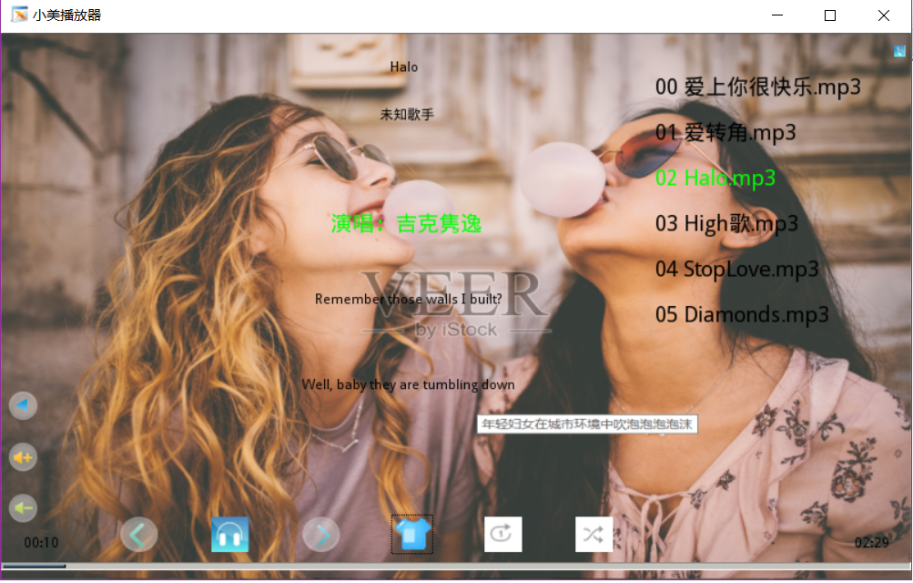 小美播放器
Halo
未知歌手
演唱：吉克隽逸
Remember those walls I built?
Well, baby they are tumbling down
00 爱上你很快乐.mp3
01 爱转角.mp3
02 Halo.mp3
03 High歌.mp3
04 StopLove.mp3
05 Diamonds.mp3
VEER
by iStock
年轻妇女在城市环境中吹泡泡泡泡沫
1
00:10
02:29